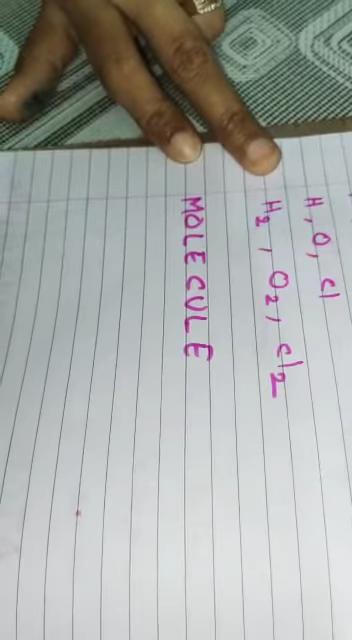 H, O, Cl
H₂, O₂, Cl₂
MOLECULE